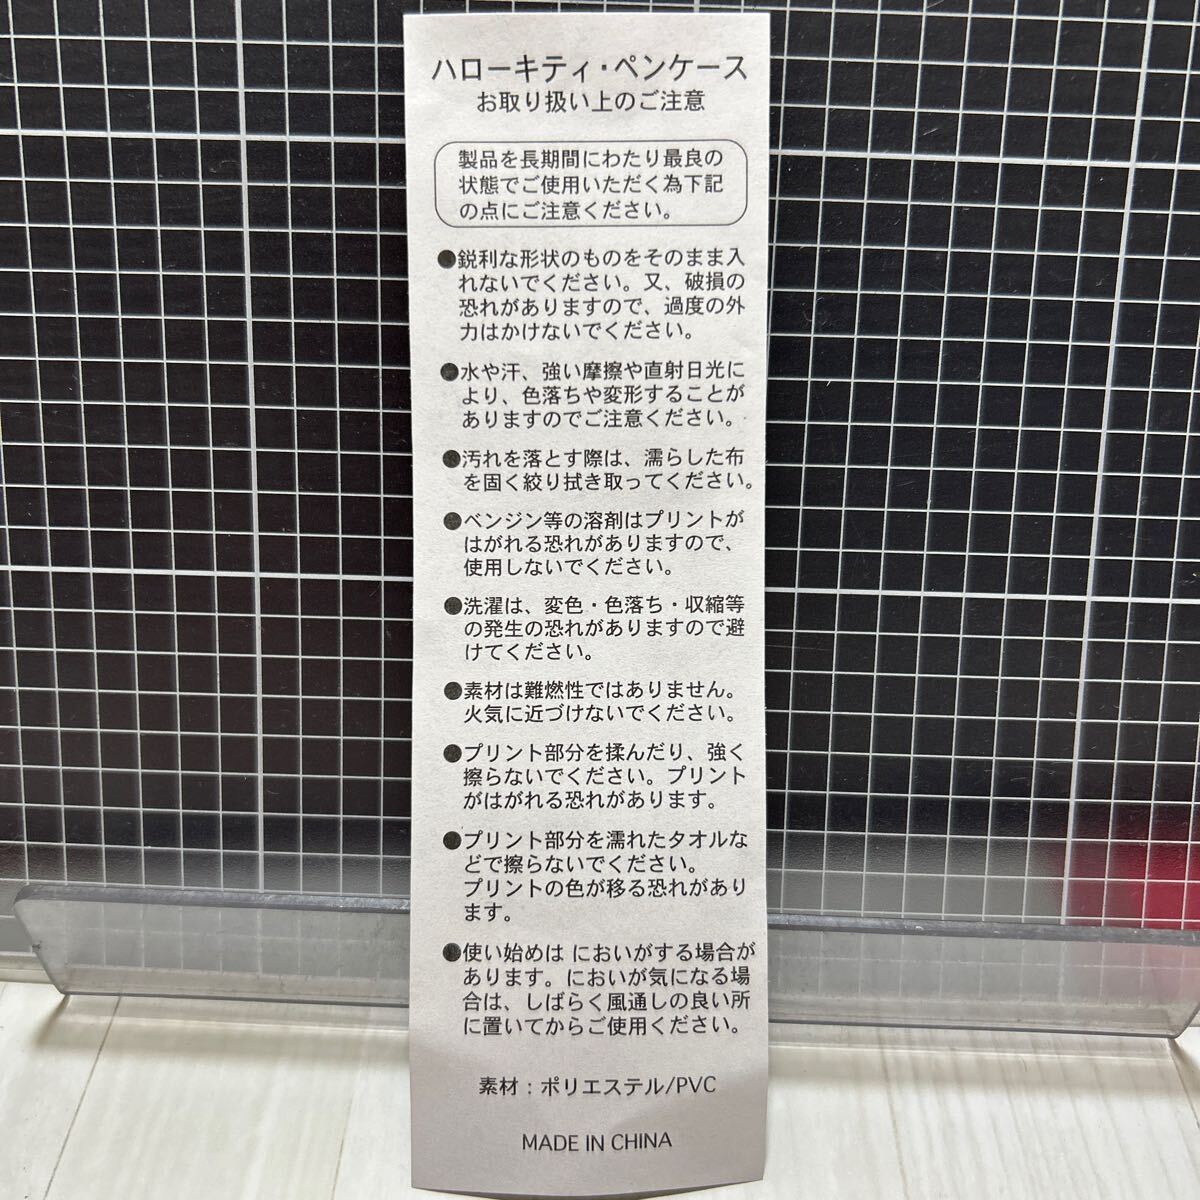 ハローキティ・ペンケース
お取り扱い上のご注意
製品を長期間にわたり最良の
状態でご使用いただく為下記
の点にご注意ください。
●鋭利な形状のものをそのまま入
れないでください。又、破損の
恐れがありますので、過度の外
力はかけないでください。
●水や汗、強い摩擦や直射日光に
より、色落ちや変形することが
ありますのでご注意ください。
●汚れを落とす際は、濡らした布
を固く絞り拭き取ってください。
●ベンジン等の溶剤はプリントが
はがれる恐れがありますので、
使用しないでください。
●洗濯は、変色・色落ち・収縮等
の発生の恐れがありますので避
けてください。
●素材は難燃性ではありません。
火気に近づけないでください。
●プリント部分を揉んだり、強く
擦らないでください。プリント
がはがれる恐れがあります。
●プリント部分を濡れたタオルな
どで擦らないでください。
プリントの色が移る恐れがあり
ます。
●使い始めは においがする場合が
あります。においが気になる場
合は、しばらく風通しの良い所
に置いてからご使用ください。
素材：ポリエステル/PVC
MADE IN CHINA